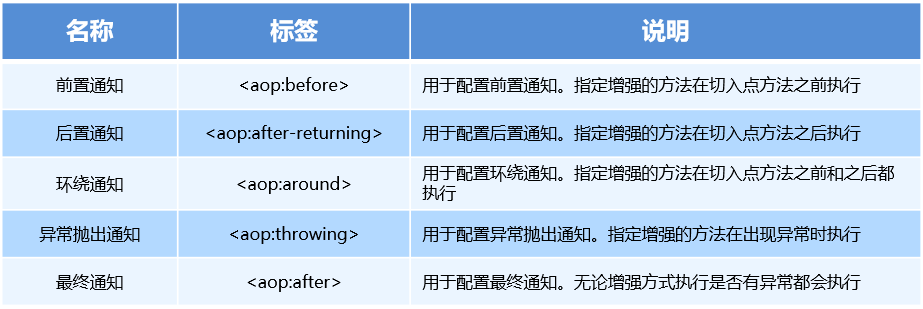 名称 标签 说明
前置通知 <aop:before> 用于配置前置通知。指定增强的方法在切入点方法之前执行
后置通知 <aop:after-returning> 用于配置后置通知。指定增强的方法在切入点方法之后执行
环绕通知 <aop:around> 用于配置环绕通知。指定增强的方法在切入点方法之前和之后都
执行
异常抛出通知 <aop:throwing> 用于配置异常抛出通知。指定增强的方法在出现异常时执行
最终通知 <aop:after> 用于配置最终通知。无论增强方式执行是否有异常都会执行